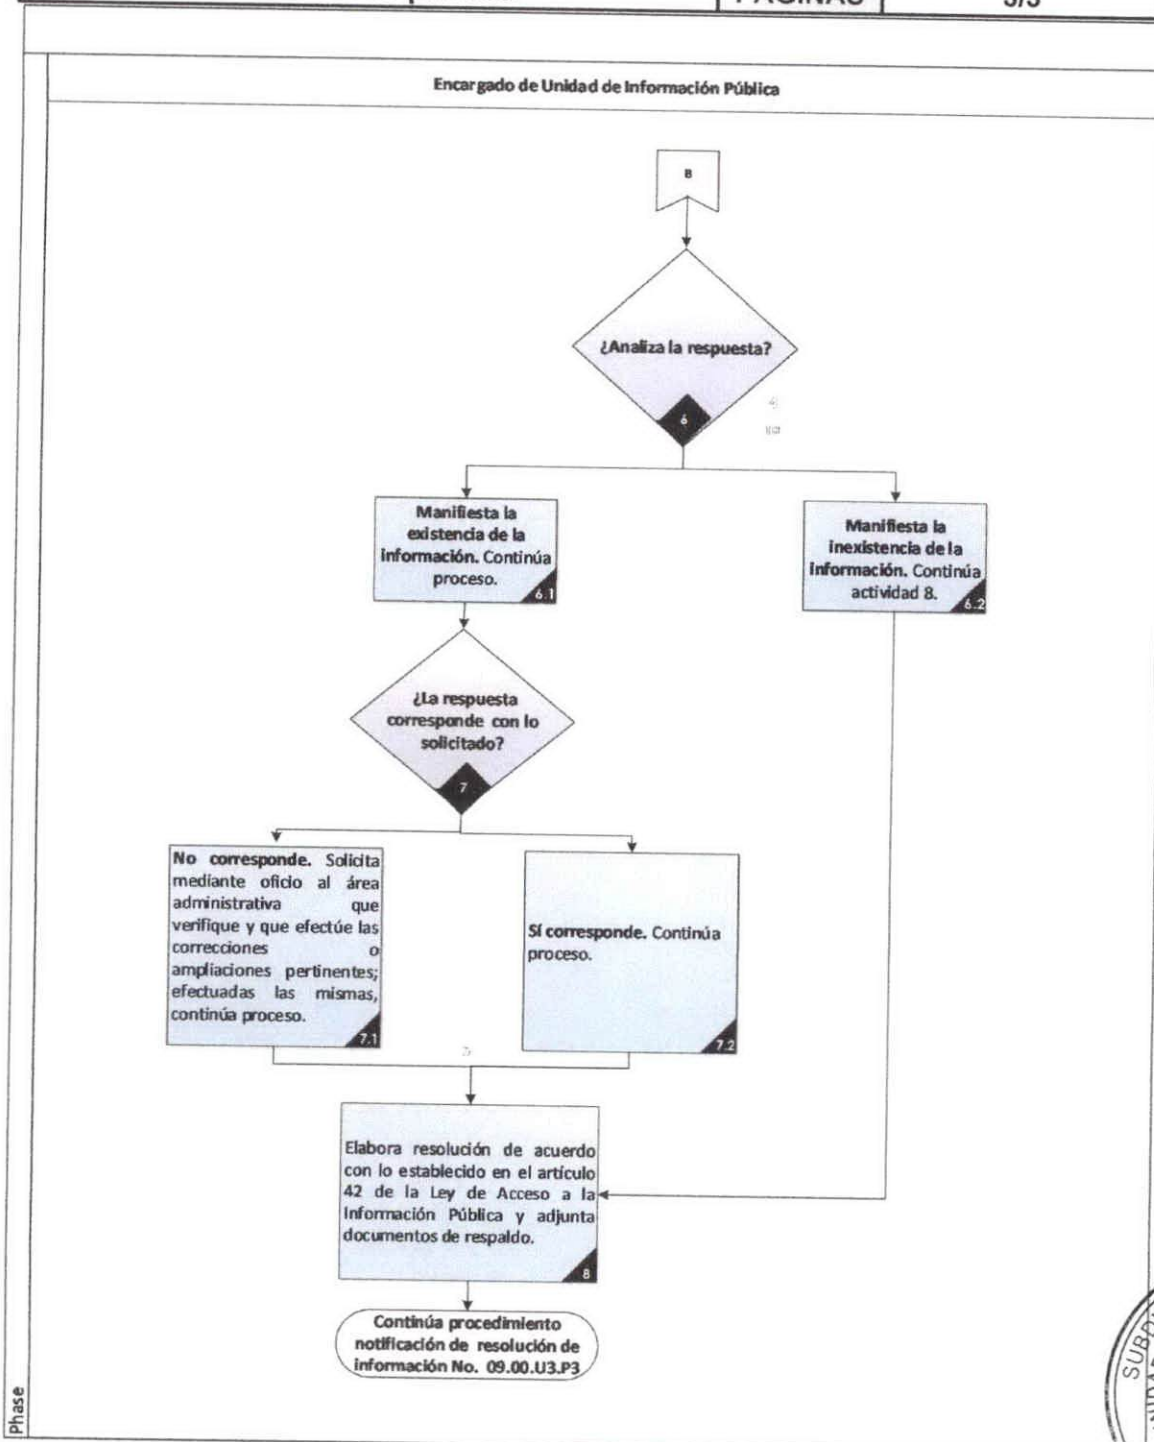 PÁGINAS
Encargado de Unidad de Información Pública
B
¿Analiza la respuesta?
6
Manifiesta la
existencia de la
información. Continúa
proceso.
6.1
Manifiesta la
inexistencia de la
información. Continúa
actividad 8.
6.2
¿La respuesta
corresponde con lo
solicitado?
7
No corresponde. Solicita
mediante oficio al área
administrativa que
verifique y que efectúe las
correcciones o
ampliaciones pertinentes;
efectuadas las mismas,
continúa proceso.
7.1
Sí corresponde. Continúa
proceso.
7.2
Elabora resolución de acuerdo
con lo establecido en el artículo
42 de la Ley de Acceso a la
Información Pública y adjunta
documentos de respaldo.
8
Continúa procedimiento
notificación de resolución de
información No. 09.00.U3.P3
Phase